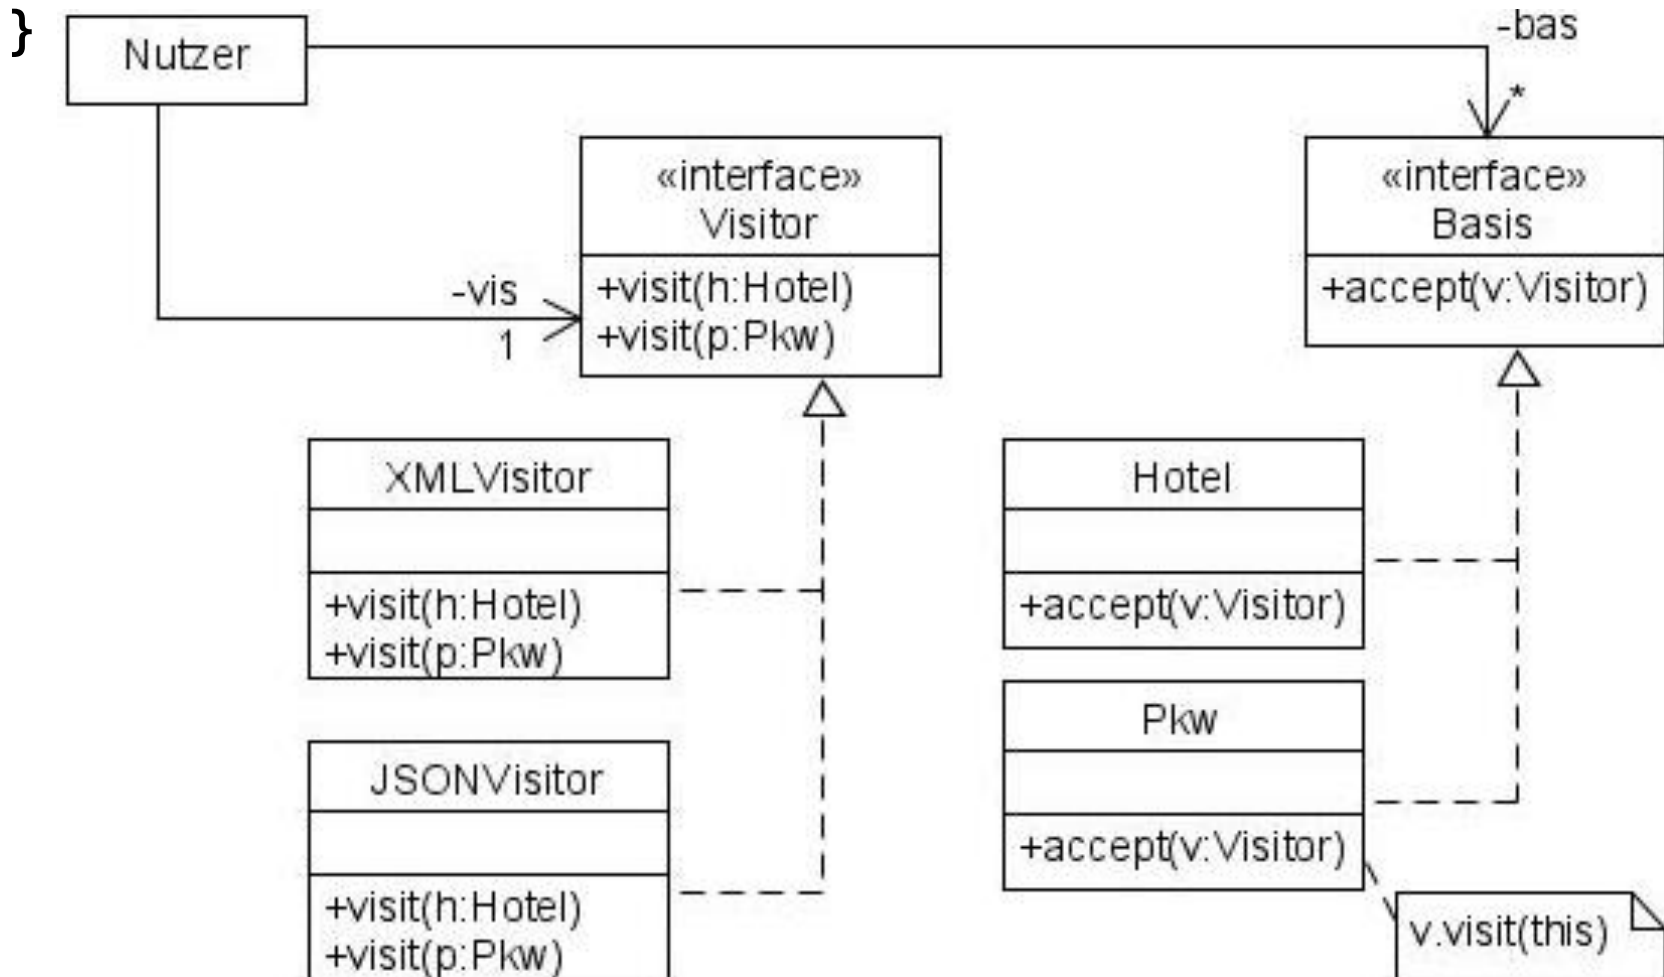 }
Nutzer
-bas
*
«interface»
Visitor
+visit(h:Hotel)
+visit(p:Pkw)
«interface»
Basis
+accept(v:Visitor)
-vis
1
XMLVisitor
+visit(h:Hotel)
+visit(p:Pkw)
Hotel
+accept(v:Visitor)
JSONVisitor
+visit(h:Hotel)
+visit(p:Pkw)
Pkw
+accept(v:Visitor)
v.visit(this)